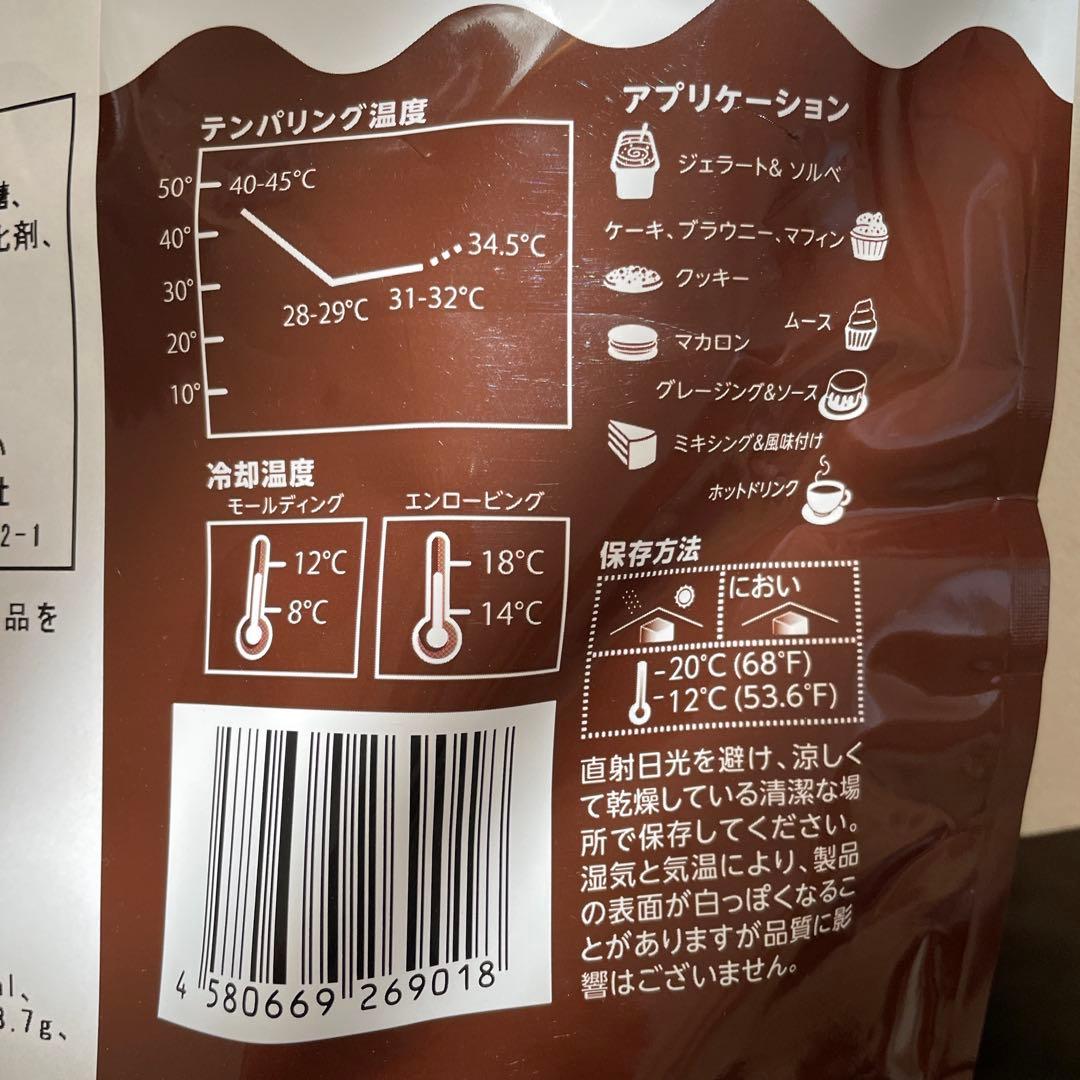 糖、
化剤、
2-1
品を
8.7g、
テンパリング温度
50°
40-45°C
40°
34.5°C
30°
28-29°C
31-32°C
20°
10°
冷却温度
モールディング
エンロービング
12°C
8°C
18°C
14°C
4 580669 269018
アプリケーション
ジェラート& ソルベ
ケーキ、ブラウニー、マフィン
クッキー
ムース
マカロン
グレージング&ソース
ミキシング&風味付け
ホットドリンク
保存方法
におい
-20°C (68°F)
-12°C (53.6°F)
直射日光を避け、涼しく
て乾燥している清潔な場
所で保存してください。
湿気と気温により、製品
の表面が白っぽくなるこ
とがありますが品質に影
響はございません。